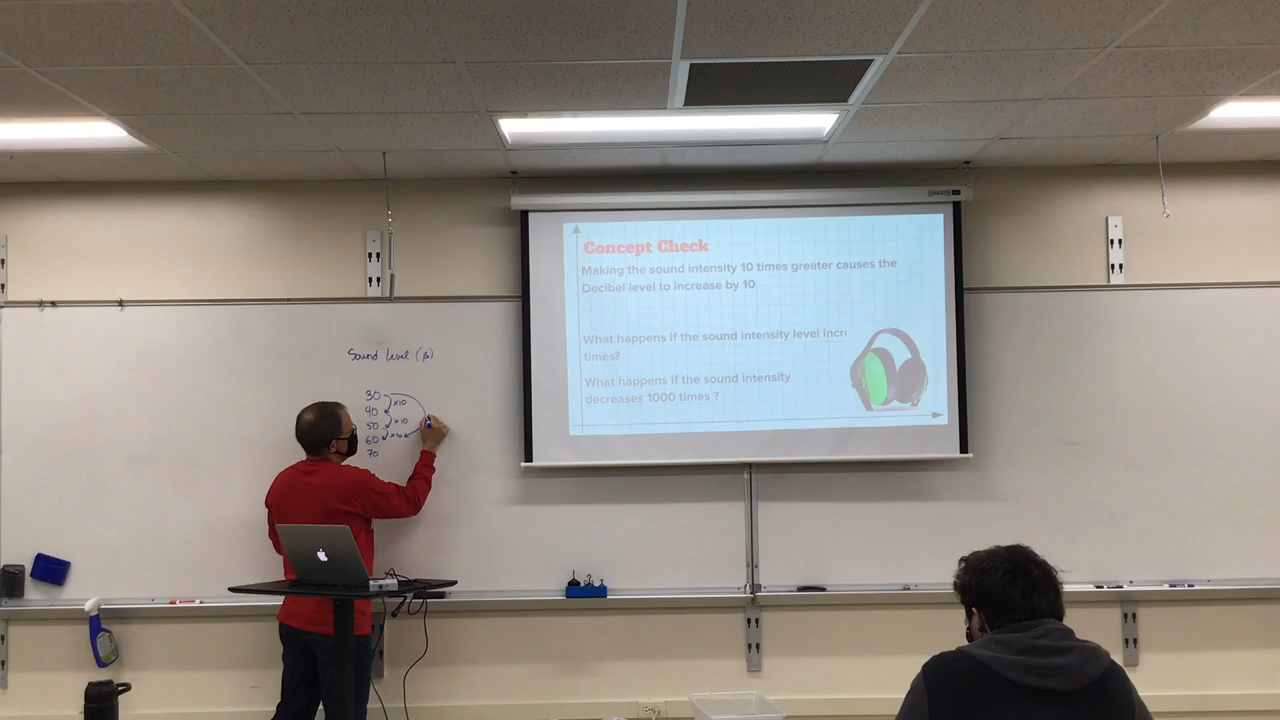 Concept Check
Making the sound intensity 10 times greater causes the
Decibel level to increase by 10
What happens if the sound intensity level incr
times?
What happens if the sound intensity
decreases 1000 times ?
Sound Level (β)
30
x10
40
x10
50
x10
60
70